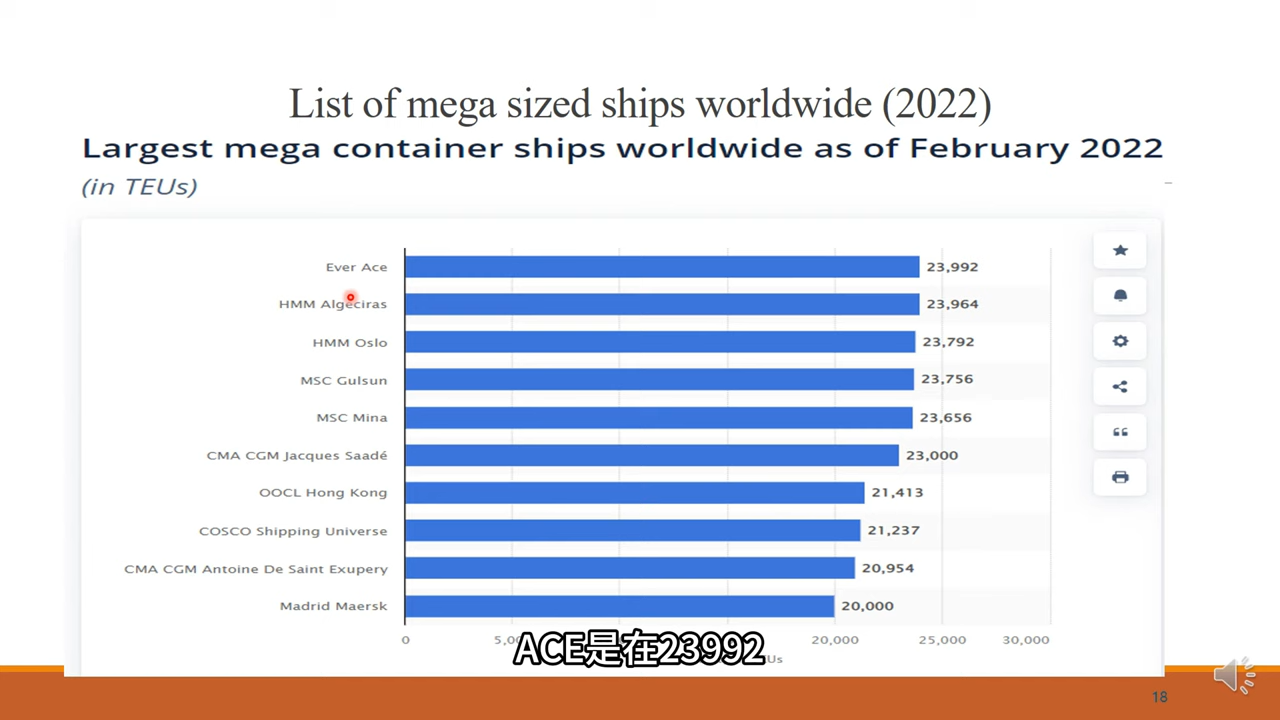 List of mega sized ships worldwide (2022)
Largest mega container ships worldwide as of February 2022
(in TEUs)
Ever Ace 23,992
HMM Algeciras 23,964
HMM Oslo 23,792
MSC Gulsun 23,756
MSC Mina 23,656
CMA CGM Jacques Saadé 23,000
OOCL Hong Kong 21,413
COSCO Shipping Universe 21,237
CMA CGM Antoine De Saint Exupery 20,954
Madrid Maersk 20,000
0 20,000 25,000 30,000
ACE是在23992
18